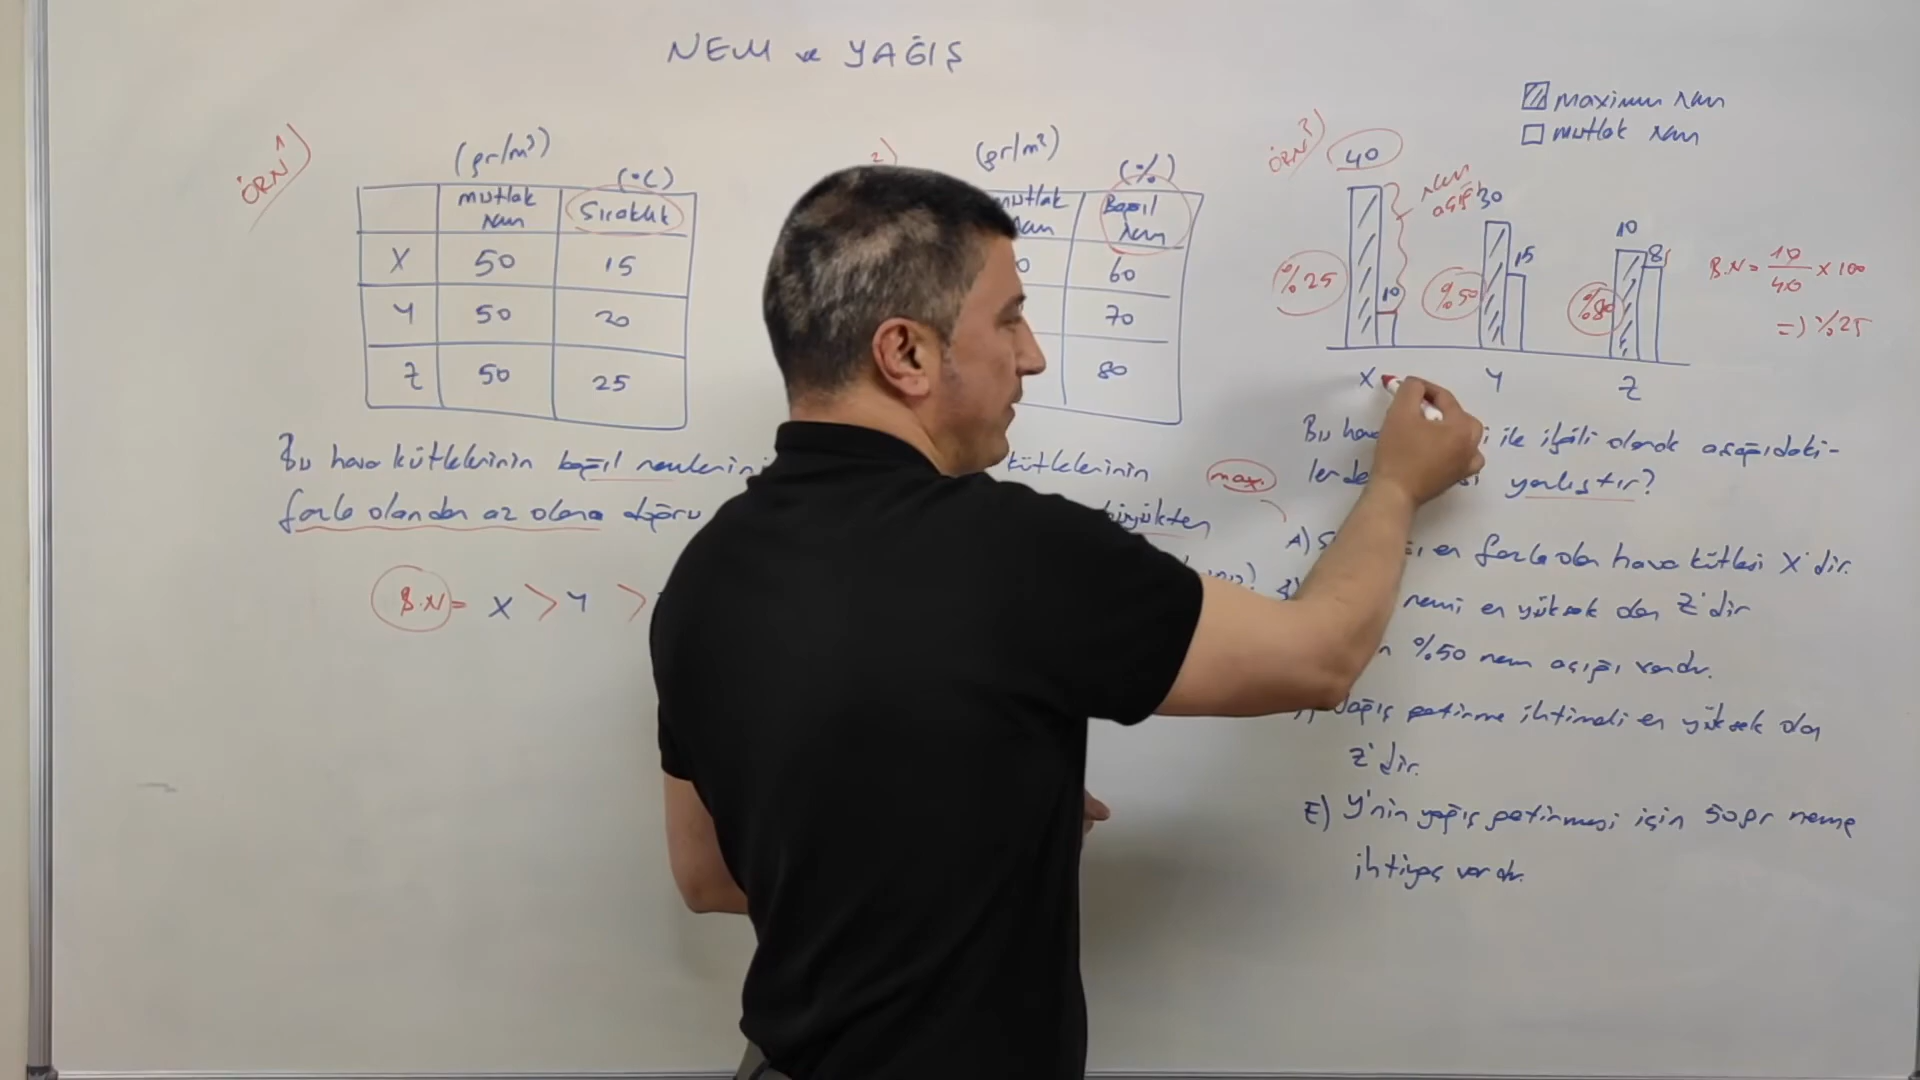 NEM ve YAĞIŞ
ÖRN 1)
(gr/m³)
(°C)
mutlak nem
Sıcaklık
X 50 15
Y 50 20
Z 50 25
Bu hava kütlelerinin bağıl nemlerini
fazla olandan az olana doğru
B.N = X > Y >
2)
(gr/m³)
(%)
mutlak nem
Bağıl nem
0 60
70
80
kütlelerinin
büyükten
ÖRN 3)
maximum nem
mutlak nem
40
nem açığı
30
10
%25
10
%50
15
%80
8
B.N = 10/40 x 100
=) %25
X Y Z
Bu hava ile ilgili olarak aşağıdaki-
yanlıştır?
max.
A) en fazla olan hava kütlesi X'dir.
nemi en yüksek olan Z'dir
%50 nem açığı vardır.
Yağış getirme ihtimali en yüksek olan
Z'dir.
E) Y'nin yağış getirmesi için 50 gr neme
ihtiyaç vardır.